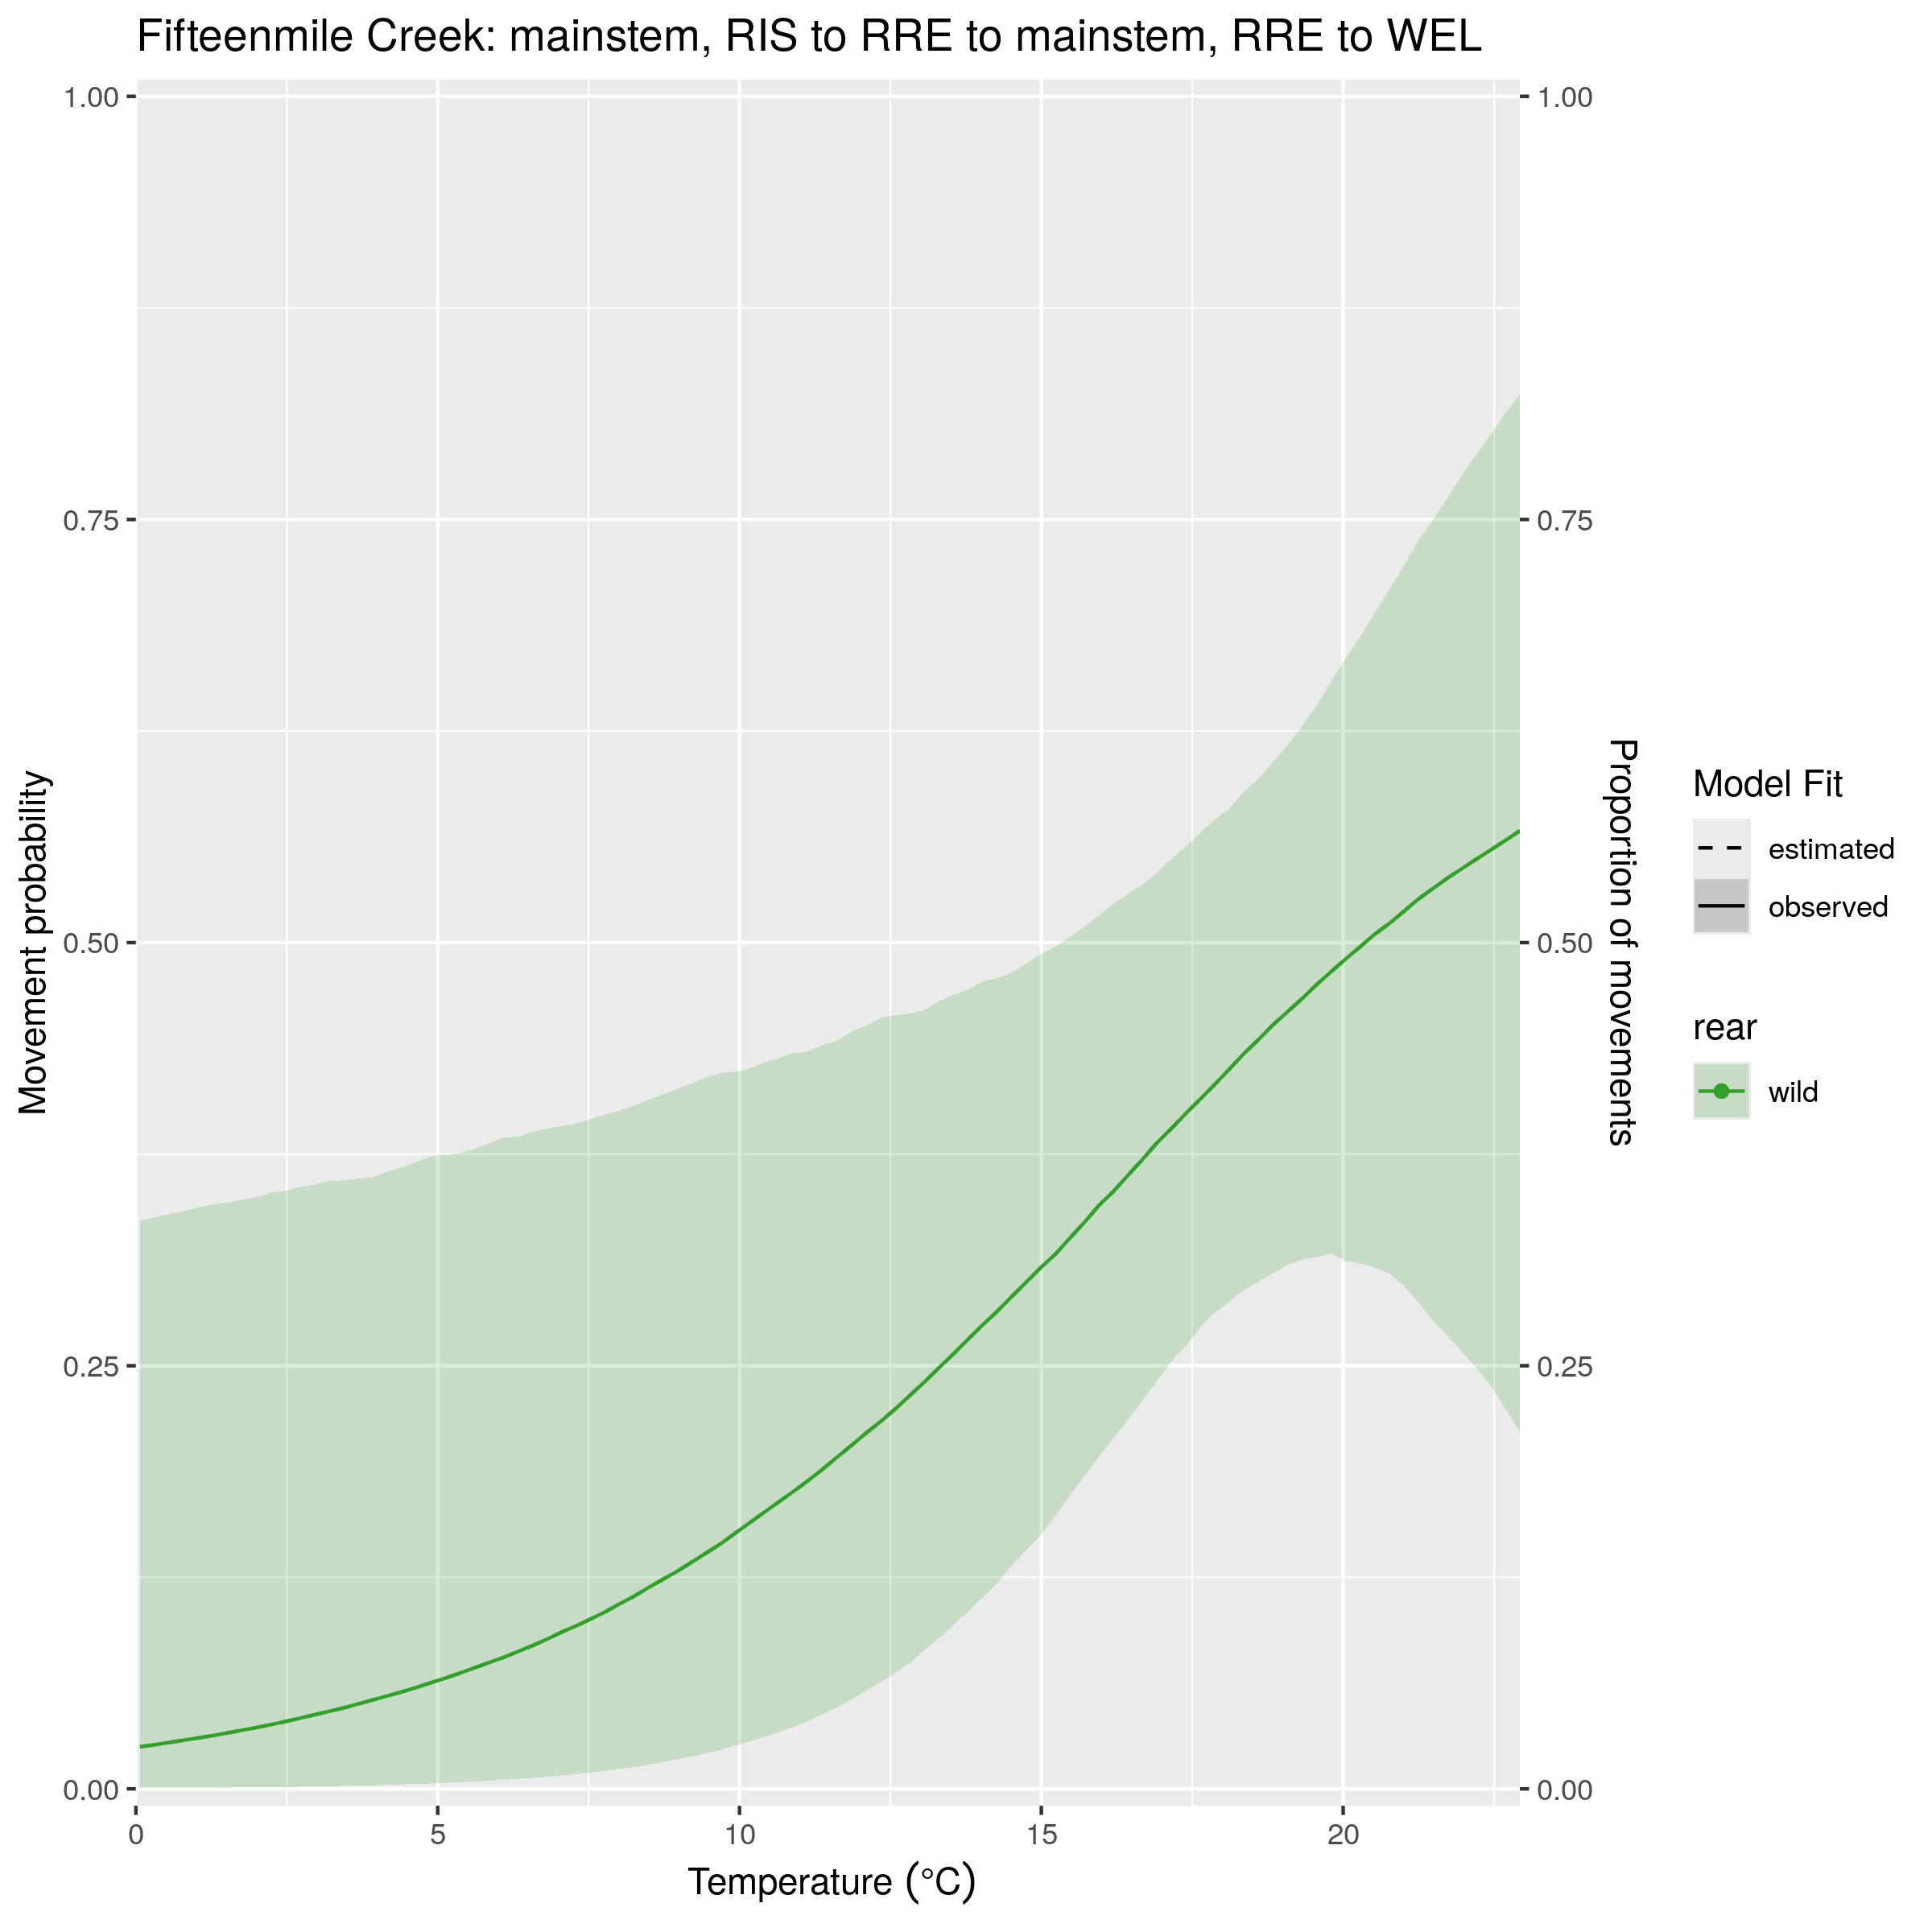 Fifteenmile Creek: mainstem, RIS to RRE to mainstem, RRE to WEL
1.00
0.75
0.50
0.25
0.00
Movement probability
0
5
10
15
20
Temperature (°C)
1.00
0.75
0.50
0.25
0.00
Proportion of movements
Model Fit
estimated
observed
rear
wild